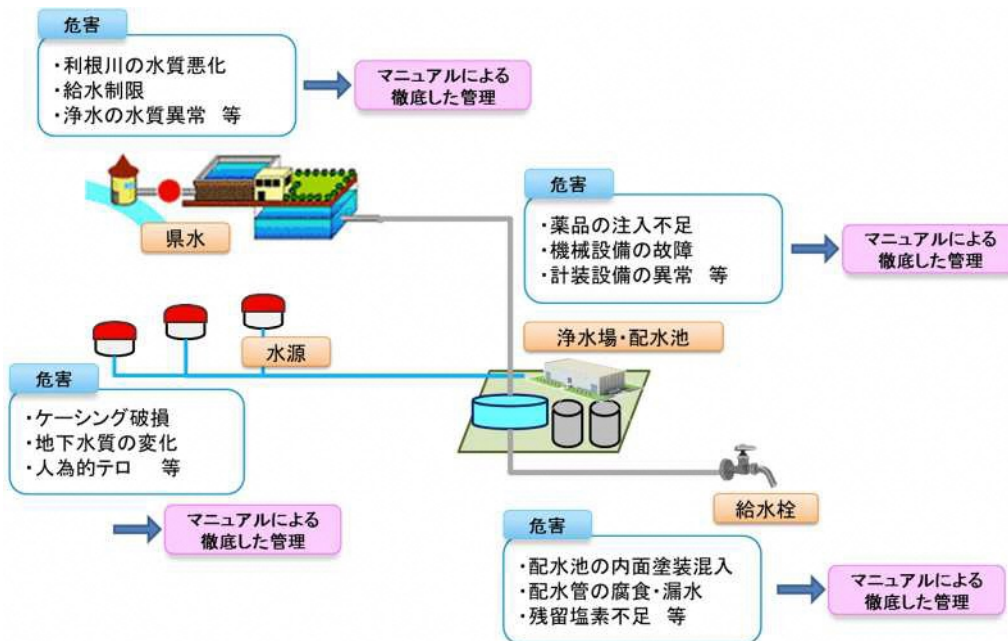 危害
・利根川の水質悪化
・給水制限
・浄水の水質異常 等
マニュアルによる
徹底した管理
県水
危害
・薬品の注入不足
・機械設備の故障
・計装設備の異常 等
マニュアルによる
徹底した管理
水源
浄水場・配水池
危害
・ケーシング破損
・地下水質の変化
・人為的テロ 等
マニュアルによる
徹底した管理
給水栓
危害
・配水池の内面塗装混入
・配水管の腐食・漏水
・残留塩素不足 等
マニュアルによる
徹底した管理